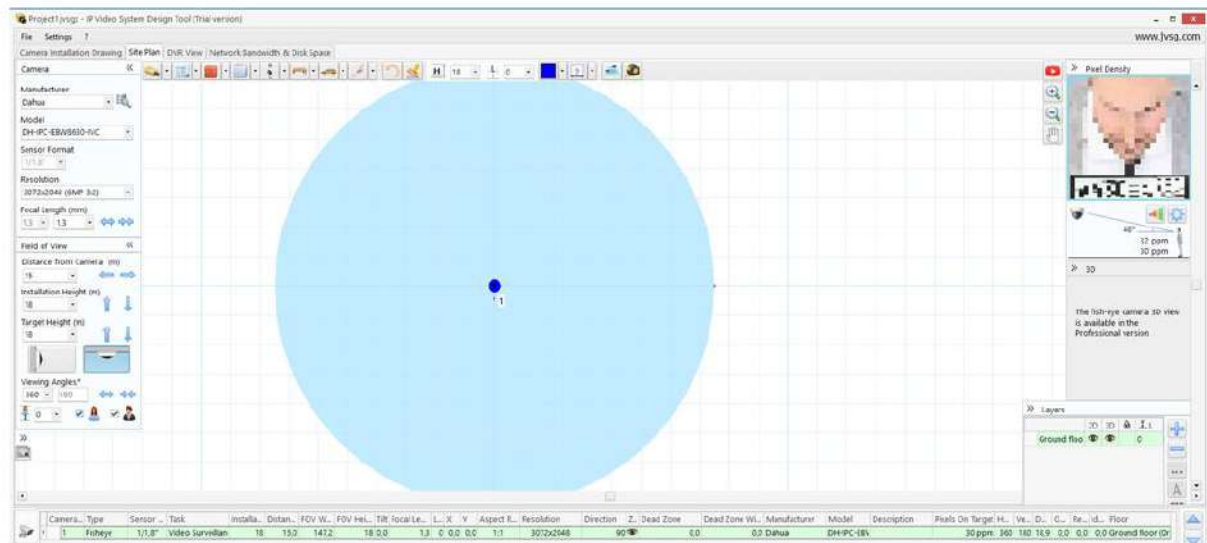 Project1.jvsgz - IP Video System Design Tool (Trial version)
File Settings ?
www.jvsg.com
Camera Installation Drawing Site Plan DVR View Network Bandwidth & Disk Space
Camera
H 18 6
Pixel Density
Manufacturer
Dahua
Model
DH-IPC-EBW8630-IVC
Sensor Format
1/1.8"
Resolution
3072x2048 (6MP 3:2)
Focal Length (mm)
1.3 1.3
Field of View
Distance from Camera (m)
15
Installation Height (m)
18
Target Height (m)
18
Viewing Angles*
360 180
0
1
30 ppm
3D
The fish-eye camera 3D view
is available in the
Professional version
Layers
2D 3D
Ground floo 0
Camera... Type Sensor ... Task Installa... Distan... FOV W... FOV Hei... Tilt Focal Le... L... X Y Aspect R... Resolution Direction Z... Dead Zone Dead Zone Wi... Manufacturer Model Description Pixels On Target H... Ve... D... Floor
1 Fisheye 1/1,8" Video Surveillan 18 15,0 147,2 18 0,0 1,3 0 0,0 0,0 1:1 3072x2048 90 0,0 0,0 Dahua DH-IPC-EBV 30 ppm 360 180 18,9 0,0 0,0 0,0 Ground floor (Or